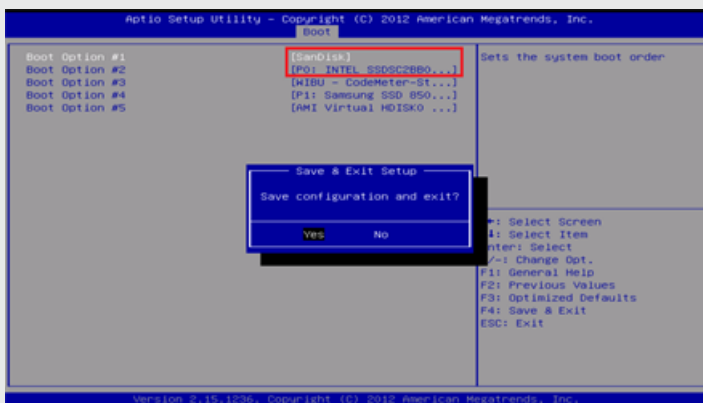 Aptio Setup Utility – Copyright (C) 2012 American Megatrends, Inc.
Boot
Boot Option #1 [SanDisk]
Boot Option #2 [P0: INTEL SSDSC2BB0...]
Boot Option #3 [WIBU - CodeMeter-St...]
Boot Option #4 [P1: Samsung SSD 850...]
Boot Option #5 [AMI Virtual HDISK0 ...]
Sets the system boot order
Save & Exit Setup
Save configuration and exit?
Yes No
: Select Screen
: Select Item
nter: Select
/-: Change Opt.
F1: General Help
F2: Previous Values
F3: Optimized Defaults
F4: Save & Exit
ESC: Exit
Version 2.15.1236. Copyright (C) 2012 American Megatrends, Inc.